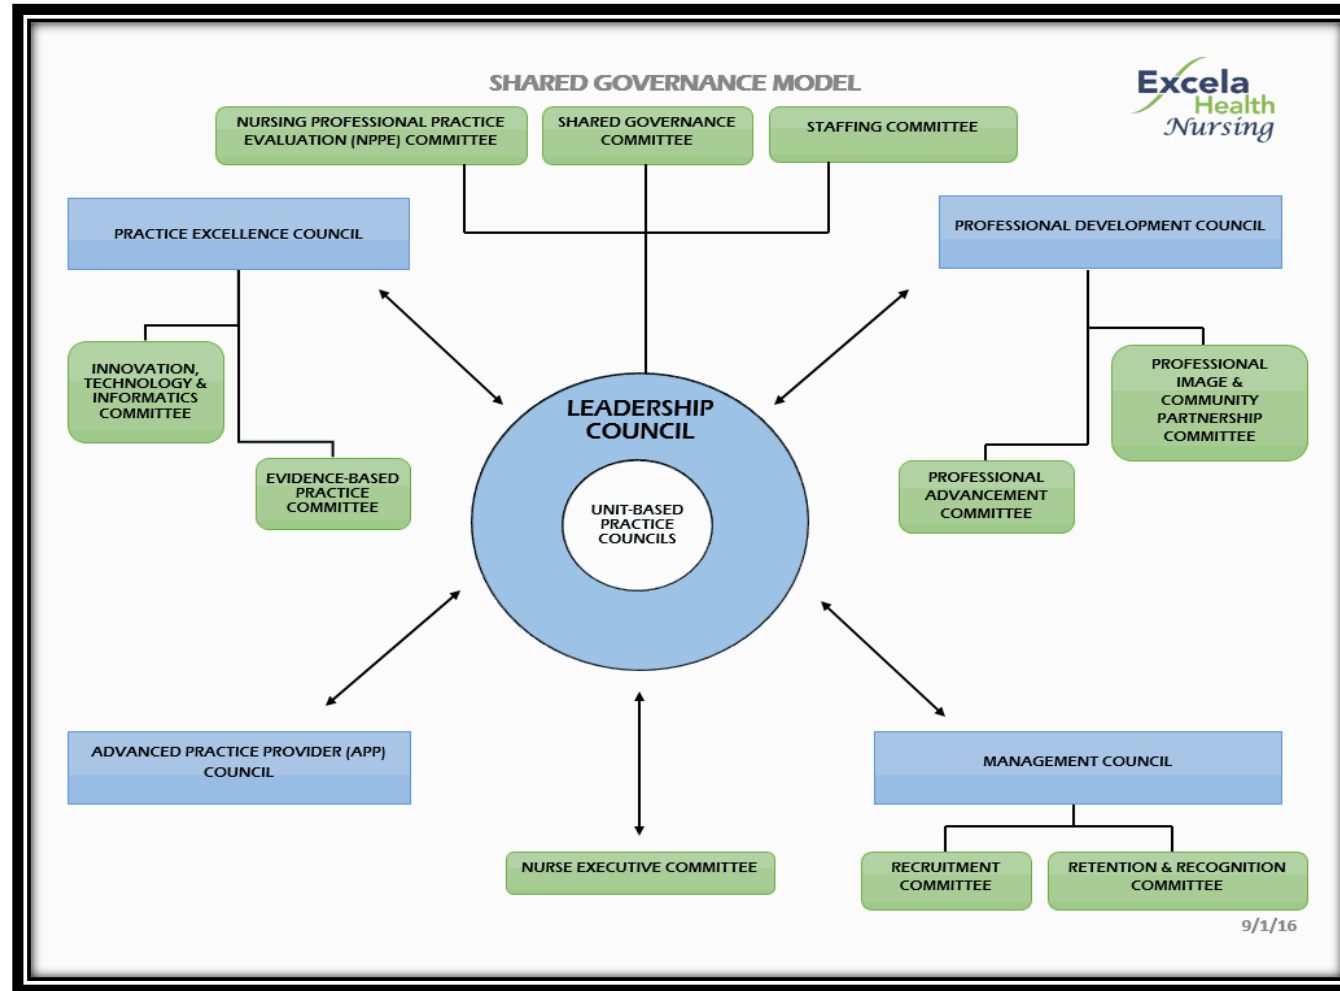 SHARED GOVERNANCE MODEL
Excela
Health
Nursing
NURSING PROFESSIONAL PRACTICE
EVALUATION (NPPE) COMMITTEE
SHARED GOVERNANCE
COMMITTEE
STAFFING COMMITTEE
PRACTICE EXCELLENCE COUNCIL
PROFESSIONAL DEVELOPMENT COUNCIL
INNOVATION,
TECHNOLOGY &
INFORMATICS
COMMITTEE
EVIDENCE-BASED
PRACTICE
COMMITTEE
LEADERSHIP
COUNCIL
UNIT-BASED
PRACTICE
COUNCILS
PROFESSIONAL
IMAGE &
COMMUNITY
PARTNERSHIP
COMMITTEE
PROFESSIONAL
ADVANCEMENT
COMMITTEE
ADVANCED PRACTICE PROVIDER (APP)
COUNCIL
MANAGEMENT COUNCIL
NURSE EXECUTIVE COMMITTEE
RECRUITMENT
COMMITTEE
RETENTION & RECOGNITION
COMMITTEE
9/1/16